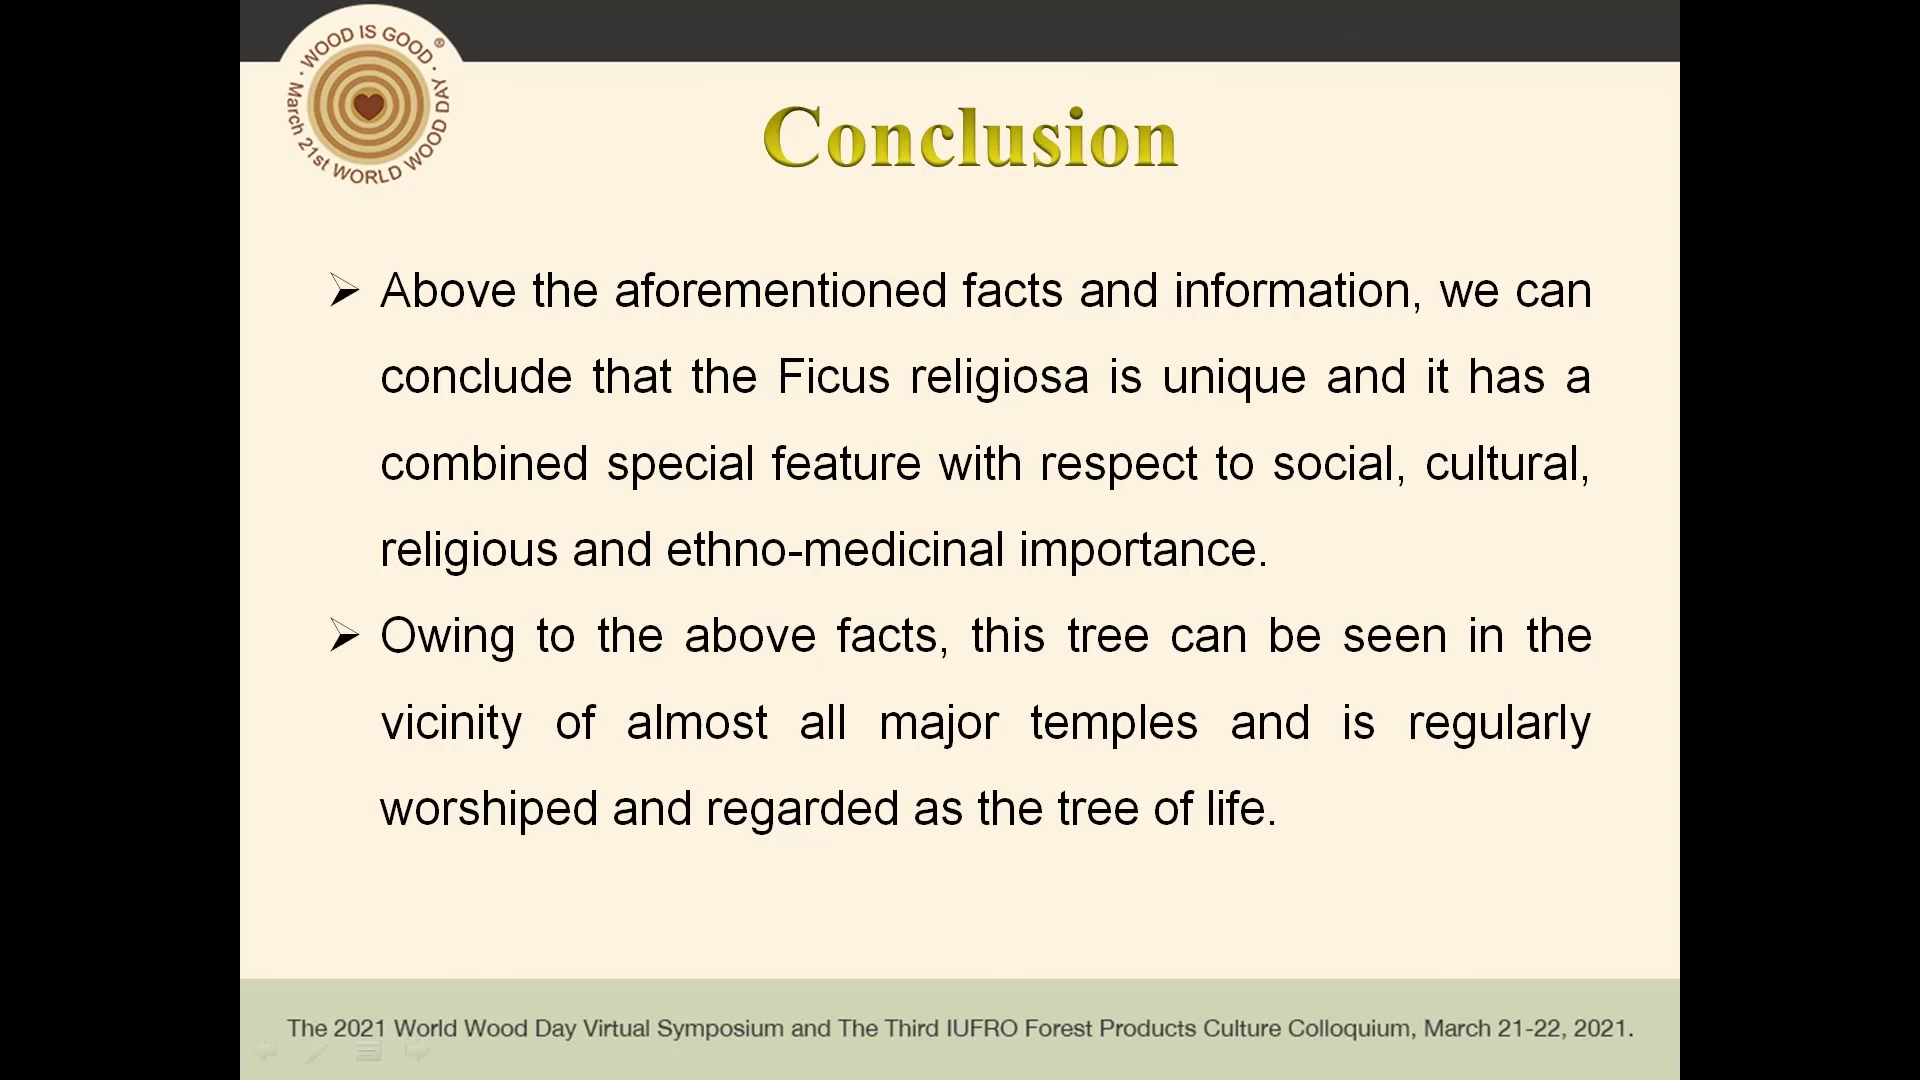 · WOOD IS GOOD® ·
March 21st WORLD WOOD DAY
Conclusion
➢ Above the aforementioned facts and information, we can
conclude that the Ficus religiosa is unique and it has a
combined special feature with respect to social, cultural,
religious and ethno-medicinal importance.
➢ Owing to the above facts, this tree can be seen in the
vicinity of almost all major temples and is regularly
worshiped and regarded as the tree of life.
The 2021 World Wood Day Virtual Symposium and The Third IUFRO Forest Products Culture Colloquium, March 21-22, 2021.